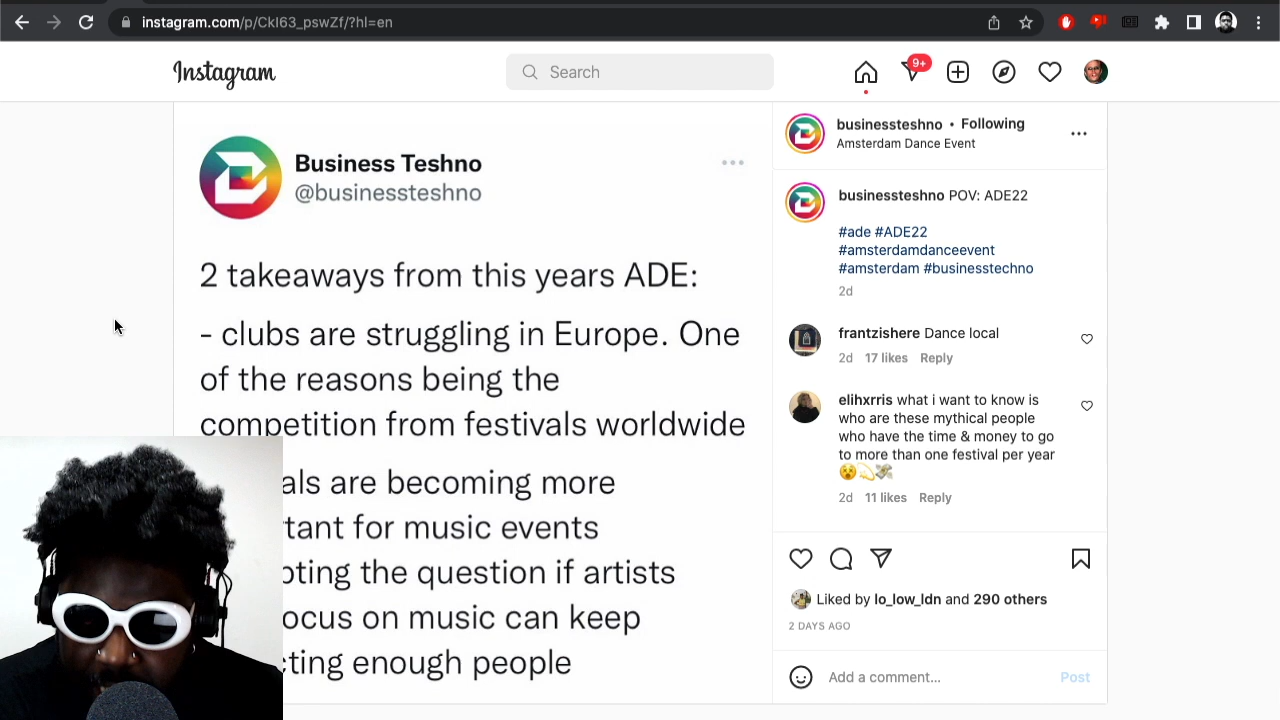 instagram.com/p/CkI63_pswZf/?hl=en
Instagram
Search
9+
Business Teshno
@businessteshno
2 takeaways from this years ADE:
- clubs are struggling in Europe. One
of the reasons being the
competition from festivals worldwide
als are becoming more
tant for music events
pting the question if artists
ocus on music can keep
cting enough people
businessteshno • Following
Amsterdam Dance Event
businessteshno POV: ADE22
#ade #ADE22
#amsterdamdanceevent
#amsterdam #businesstechno
2d
frantzishere Dance local
2d 17 likes Reply
elihxrris what i want to know is
who are these mythical people
who have the time & money to go
to more than one festival per year
😵💫💸
2d 11 likes Reply
Liked by lo_low_ldn and 290 others
2 DAYS AGO
Add a comment...
Post